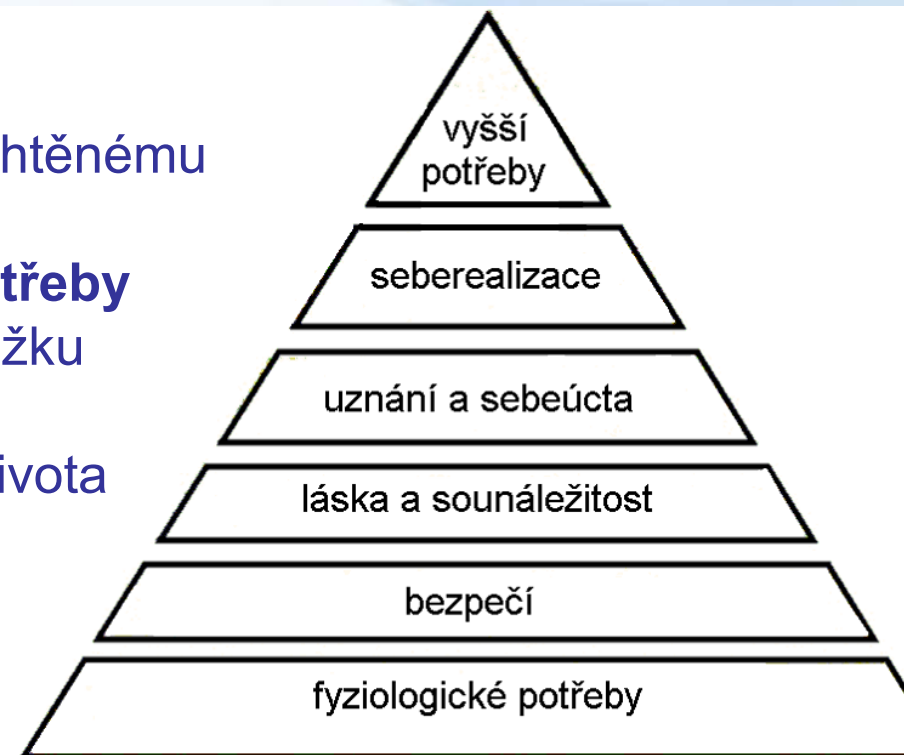 htěnému
třeby
žku
ivota
vyšší
potřeby
seberealizace
uznání a sebeúcta
láska a sounáležitost
bezpečí
fyziologické potřeby